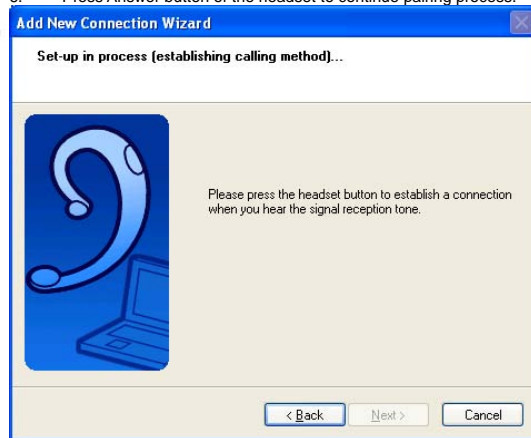 Press Answer button of the headset to continue pairing process.
Add New Connection Wizard
Set-up in process (establishing calling method)...
Please press the headset button to establish a connection
when you hear the signal reception tone.
< Back
Next >
Cancel